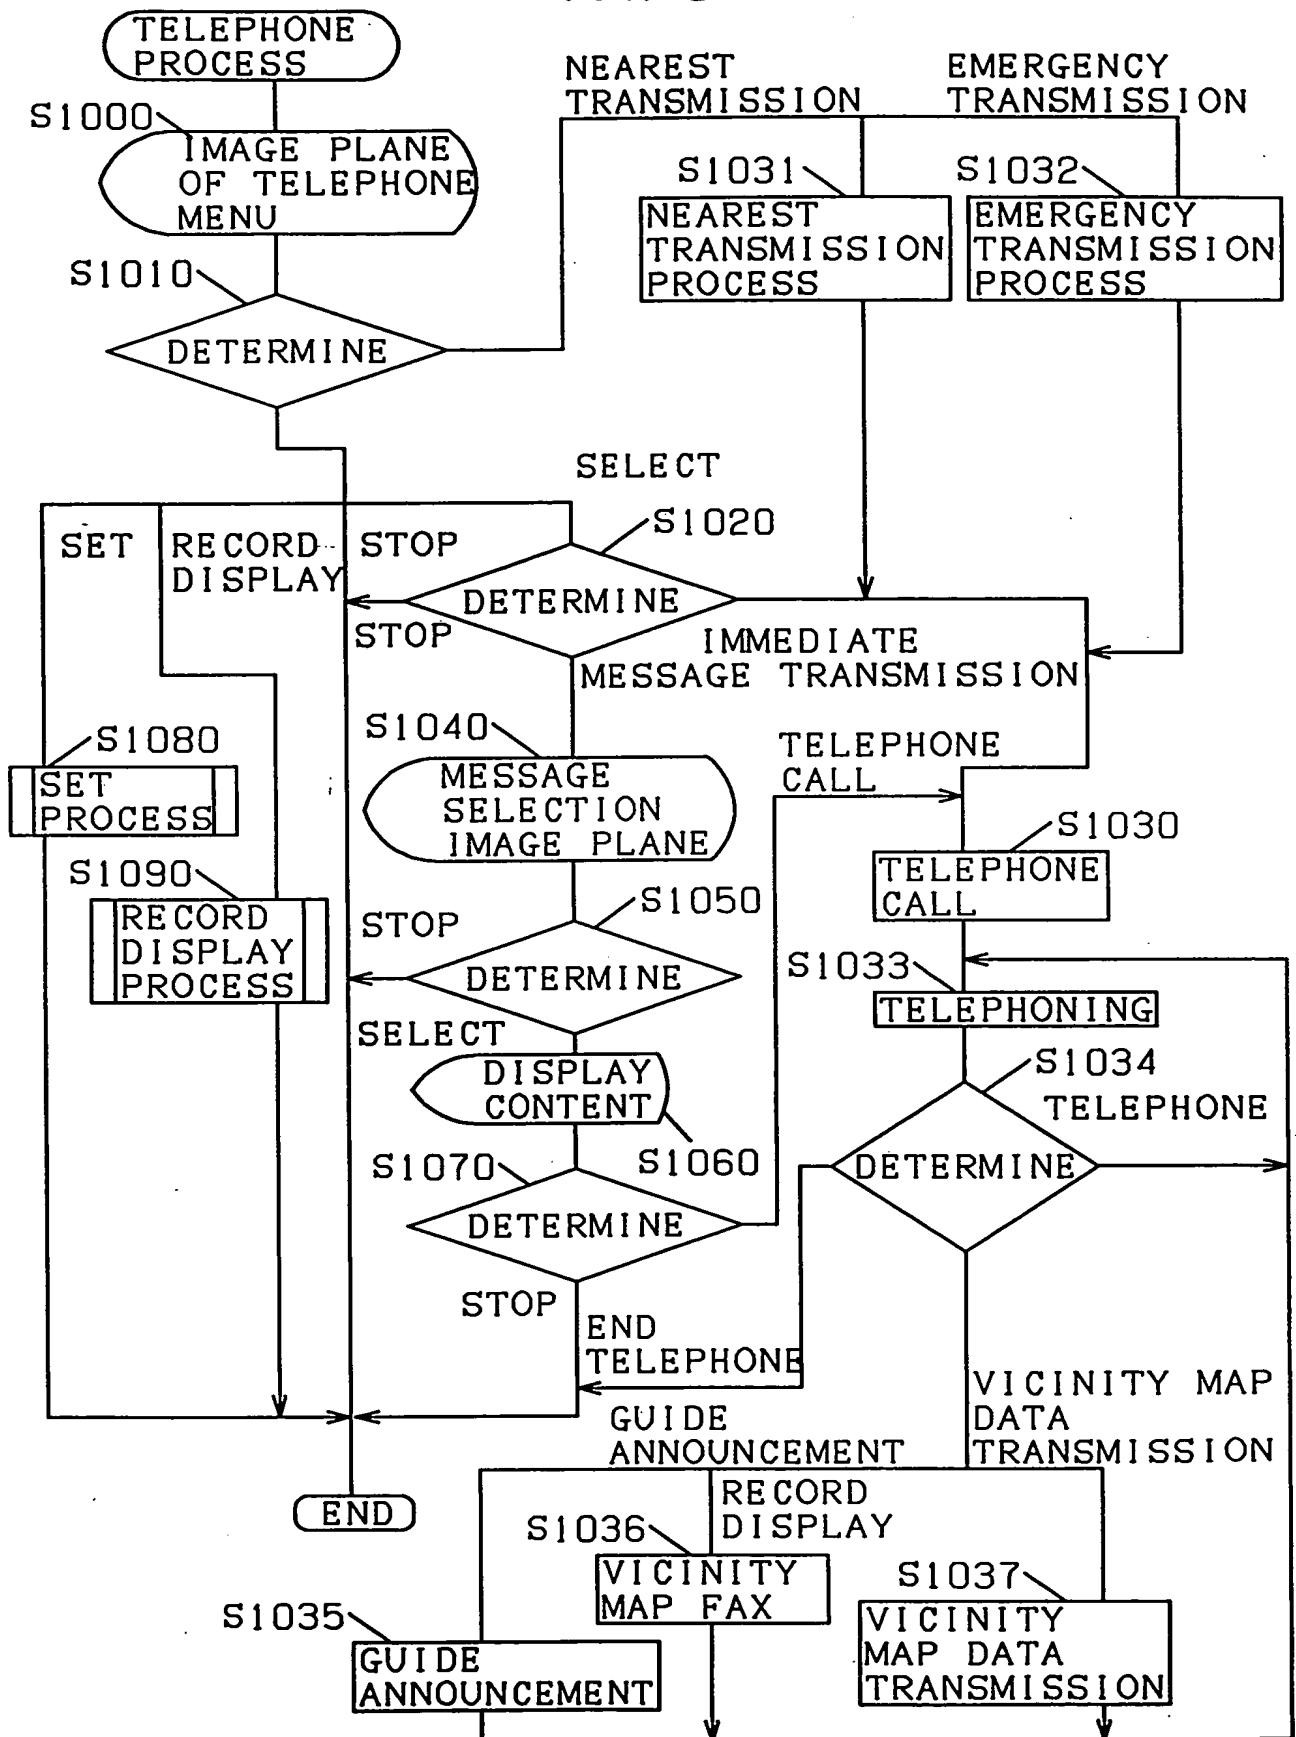 TELEPHONE
PROCESS
S1000
IMAGE PLANE
OF TELEPHONE
MENU
NEAREST
TRANSMISSION
EMERGENCY
TRANSMISSION
S1031
NEAREST
TRANSMISSION
PROCESS
S1032
EMERGENCY
TRANSMISSION
PROCESS
S1010
DETERMINE
SELECT
SET
RECORD
DISPLAY
STOP
S1020
DETERMINE
STOP
IMMEDIATE
MESSAGE TRANSMISSION
S1080
SET
PROCESS
S1040
MESSAGE
SELECTION
IMAGE PLANE
TELEPHONE
CALL
S1030
TELEPHONE
CALL
S1090
RECORD
DISPLAY
PROCESS
STOP
S1050
DETERMINE
S1033
TELEPHONING
SELECT
DISPLAY
CONTENT
S1060
S1034
TELEPHONE
DETERMINE
S1070
DETERMINE
STOP
END
TELEPHONE
GUIDE
ANNOUNCEMENT
VICINITY MAP
DATA
TRANSMISSION
END
RECORD
DISPLAY
S1036
VICINITY
MAP FAX
S1037
VICINITY
MAP DATA
TRANSMISSION
S1035
GUIDE
ANNOUNCEMENT